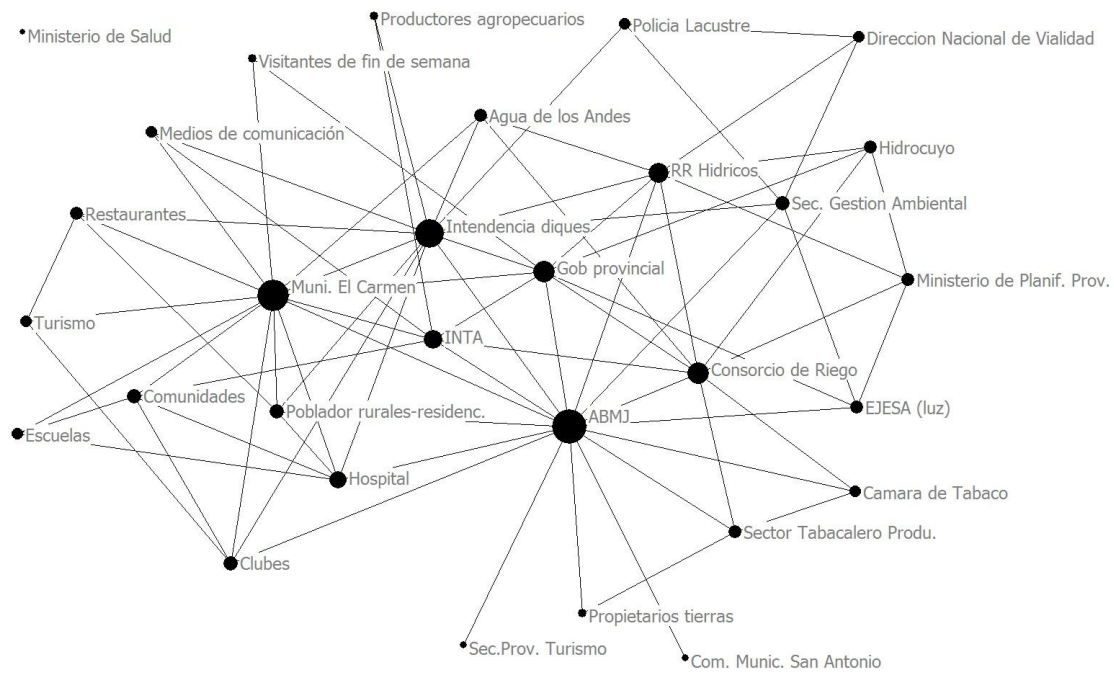 Productores agropecuarios
Policia Lacustre
Ministerio de Salud
Direccion Nacional de Vialidad
Visitantes de fin de semana
Agua de los Andes
Medios de comunicación
Hidrocuyo
RR Hidricos
Sec. Gestion Ambiental
Restaurantes
Intendencia diques
Gob provincial
Ministerio de Planif. Prov.
Muni. El Carmen
Turismo
INTA
Consorcio de Riego
Comunidades
Poblador rurales-residenc.
EJESA (luz)
ABMJ
Escuelas
Hospital
Camara de Tabaco
Sector Tabacalero Produ.
Clubes
Propietarios tierras
Sec.Prov. Turismo
Com. Munic. San Antonio